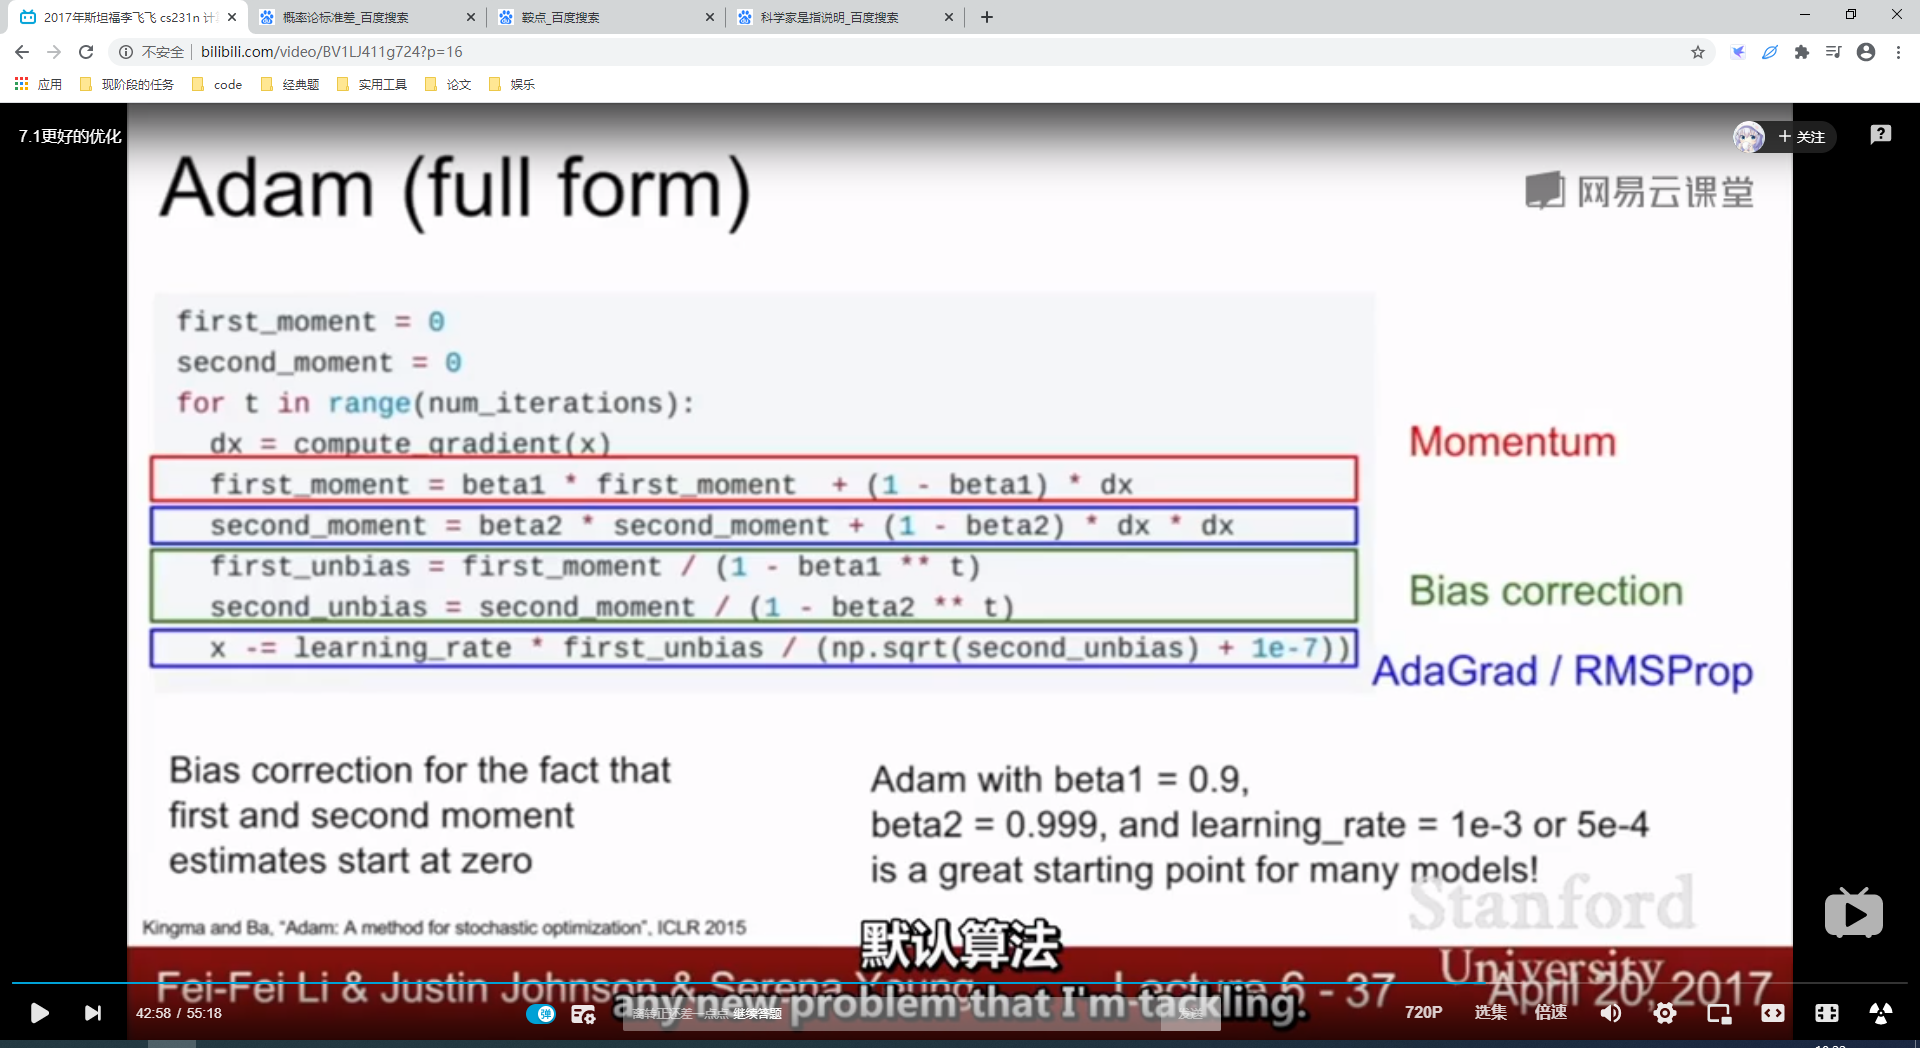 2017年斯坦福李飞飞 cs231n 计
概率论标准差_百度搜索
鞍点_百度搜索
科学家是指说明_百度搜索
不安全
bilibili.com/video/BV1LJ411g724?p=16
应用
现阶段的任务
code
经典题
实用工具
论文
娱乐
7.1更好的优化
+ 关注
Adam (full form)
网易云课堂
first_moment = 0
second_moment = 0
for t in range(num_iterations):
dx = compute_gradient(x)
first_moment = beta1 * first_moment + (1 - beta1) * dx
second_moment = beta2 * second_moment + (1 - beta2) * dx * dx
first_unbias = first_moment / (1 - beta1 ** t)
second_unbias = second_moment / (1 - beta2 ** t)
x -= learning_rate * first_unbias / (np.sqrt(second_unbias) + 1e-7))
Momentum
Bias correction
AdaGrad / RMSProp
Bias correction for the fact that
first and second moment
estimates start at zero
Adam with beta1 = 0.9,
beta2 = 0.999, and learning_rate = 1e-3 or 5e-4
is a great starting point for many models!
Kingma and Ba, "Adam: A method for stochastic optimization", ICLR 2015
Stanford
University
默认算法
any new problem that I'm tackling.
Fei-Fei Li & Justin Johnson & Serena Yeung
Lecture 6 - 37
April 20, 2017
42:58 / 55:18
弹
继续答题
发送
720P
选集
倍速